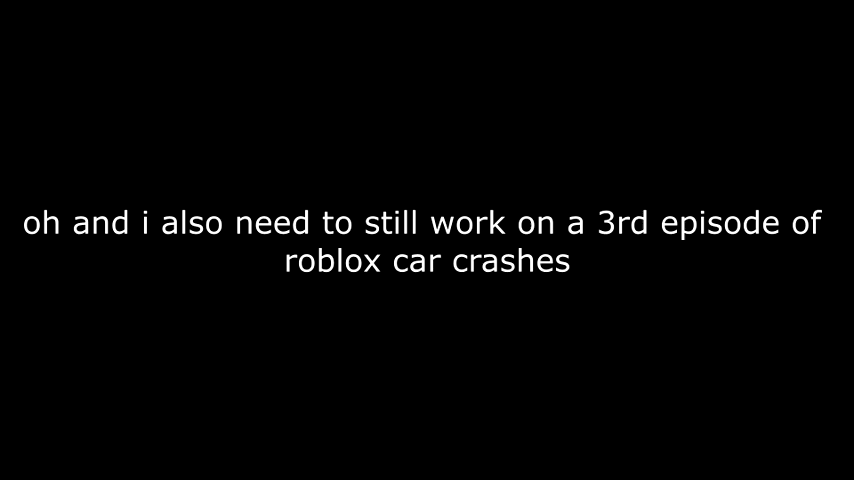 oh and i also need to still work on a 3rd episode of
roblox car crashes